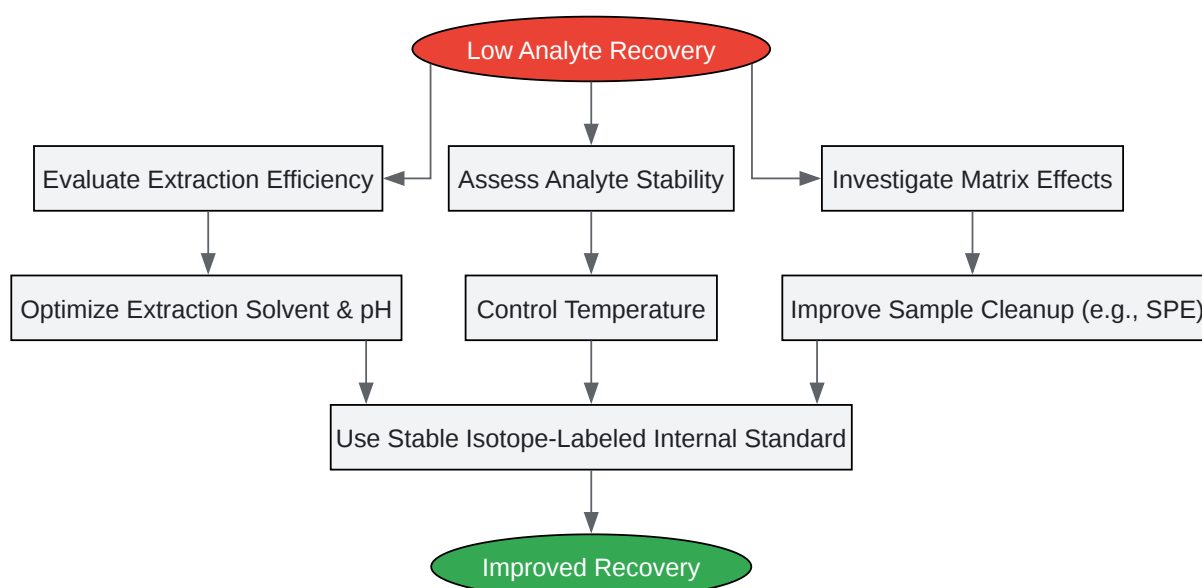 Low Analyte Recovery
Evaluate Extraction Efficiency
Assess Analyte Stability
Investigate Matrix Effects
Optimize Extraction Solvent & pH
Control Temperature
Improve Sample Cleanup (e.g., SPE)
Use Stable Isotope-Labeled Internal Standard
Improved Recovery